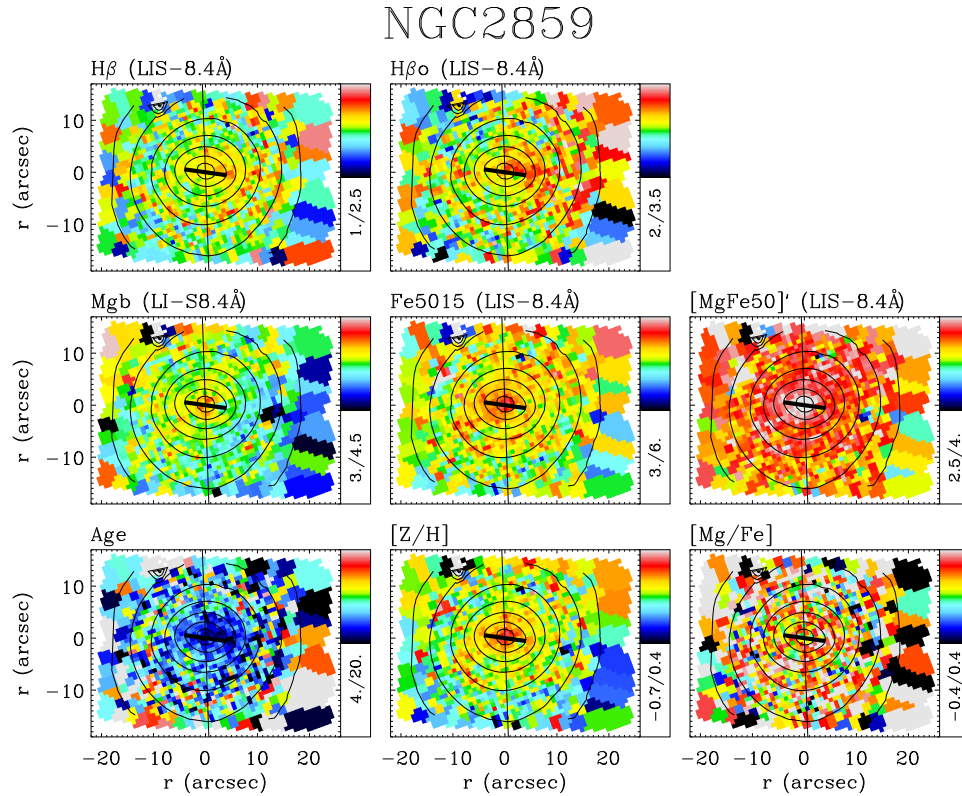 NGC2859
Hβ (LIS-8.4Å)
Hβo (LIS-8.4Å)
r (arcsec)
10
0
-10
1./2.5
2./3.5
Mgb (LI-S8.4Å)
Fe5015 (LIS-8.4Å)
[MgFe50]' (LIS-8.4Å)
r (arcsec)
10
0
-10
3./4.5
3./6.
2.5/4.
Age
[Z/H]
[Mg/Fe]
r (arcsec)
10
0
-10
4./20.
-0.7/0.4
-0.4/0.4
-20 -10 0 10 20
-20 -10 0 10 20
-20 -10 0 10 20
r (arcsec)
r (arcsec)
r (arcsec)